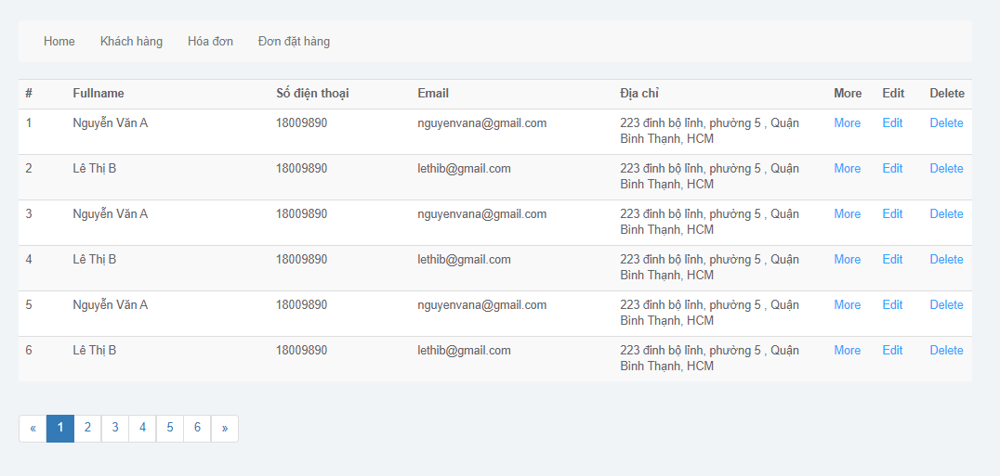 Home Khách hàng Hóa đơn Đơn đặt hàng
# Fullname Số điện thoại Email Địa chỉ More Edit Delete
1 Nguyễn Văn A 18009890 nguyenvana@gmail.com 223 đinh bộ lĩnh, phường 5 , Quận More Edit Delete
Bình Thạnh, HCM
2 Lê Thị B 18009890 lethib@gmail.com 223 đinh bộ lĩnh, phường 5 , Quận More Edit Delete
Bình Thạnh, HCM
3 Nguyễn Văn A 18009890 nguyenvana@gmail.com 223 đinh bộ lĩnh, phường 5 , Quận More Edit Delete
Bình Thạnh, HCM
4 Lê Thị B 18009890 lethib@gmail.com 223 đinh bộ lĩnh, phường 5 , Quận More Edit Delete
Bình Thạnh, HCM
5 Nguyễn Văn A 18009890 nguyenvana@gmail.com 223 đinh bộ lĩnh, phường 5 , Quận More Edit Delete
Bình Thạnh, HCM
6 Lê Thị B 18009890 lethib@gmail.com 223 đinh bộ lĩnh, phường 5 , Quận More Edit Delete
Bình Thạnh, HCM
« 1 2 3 4 5 6 »